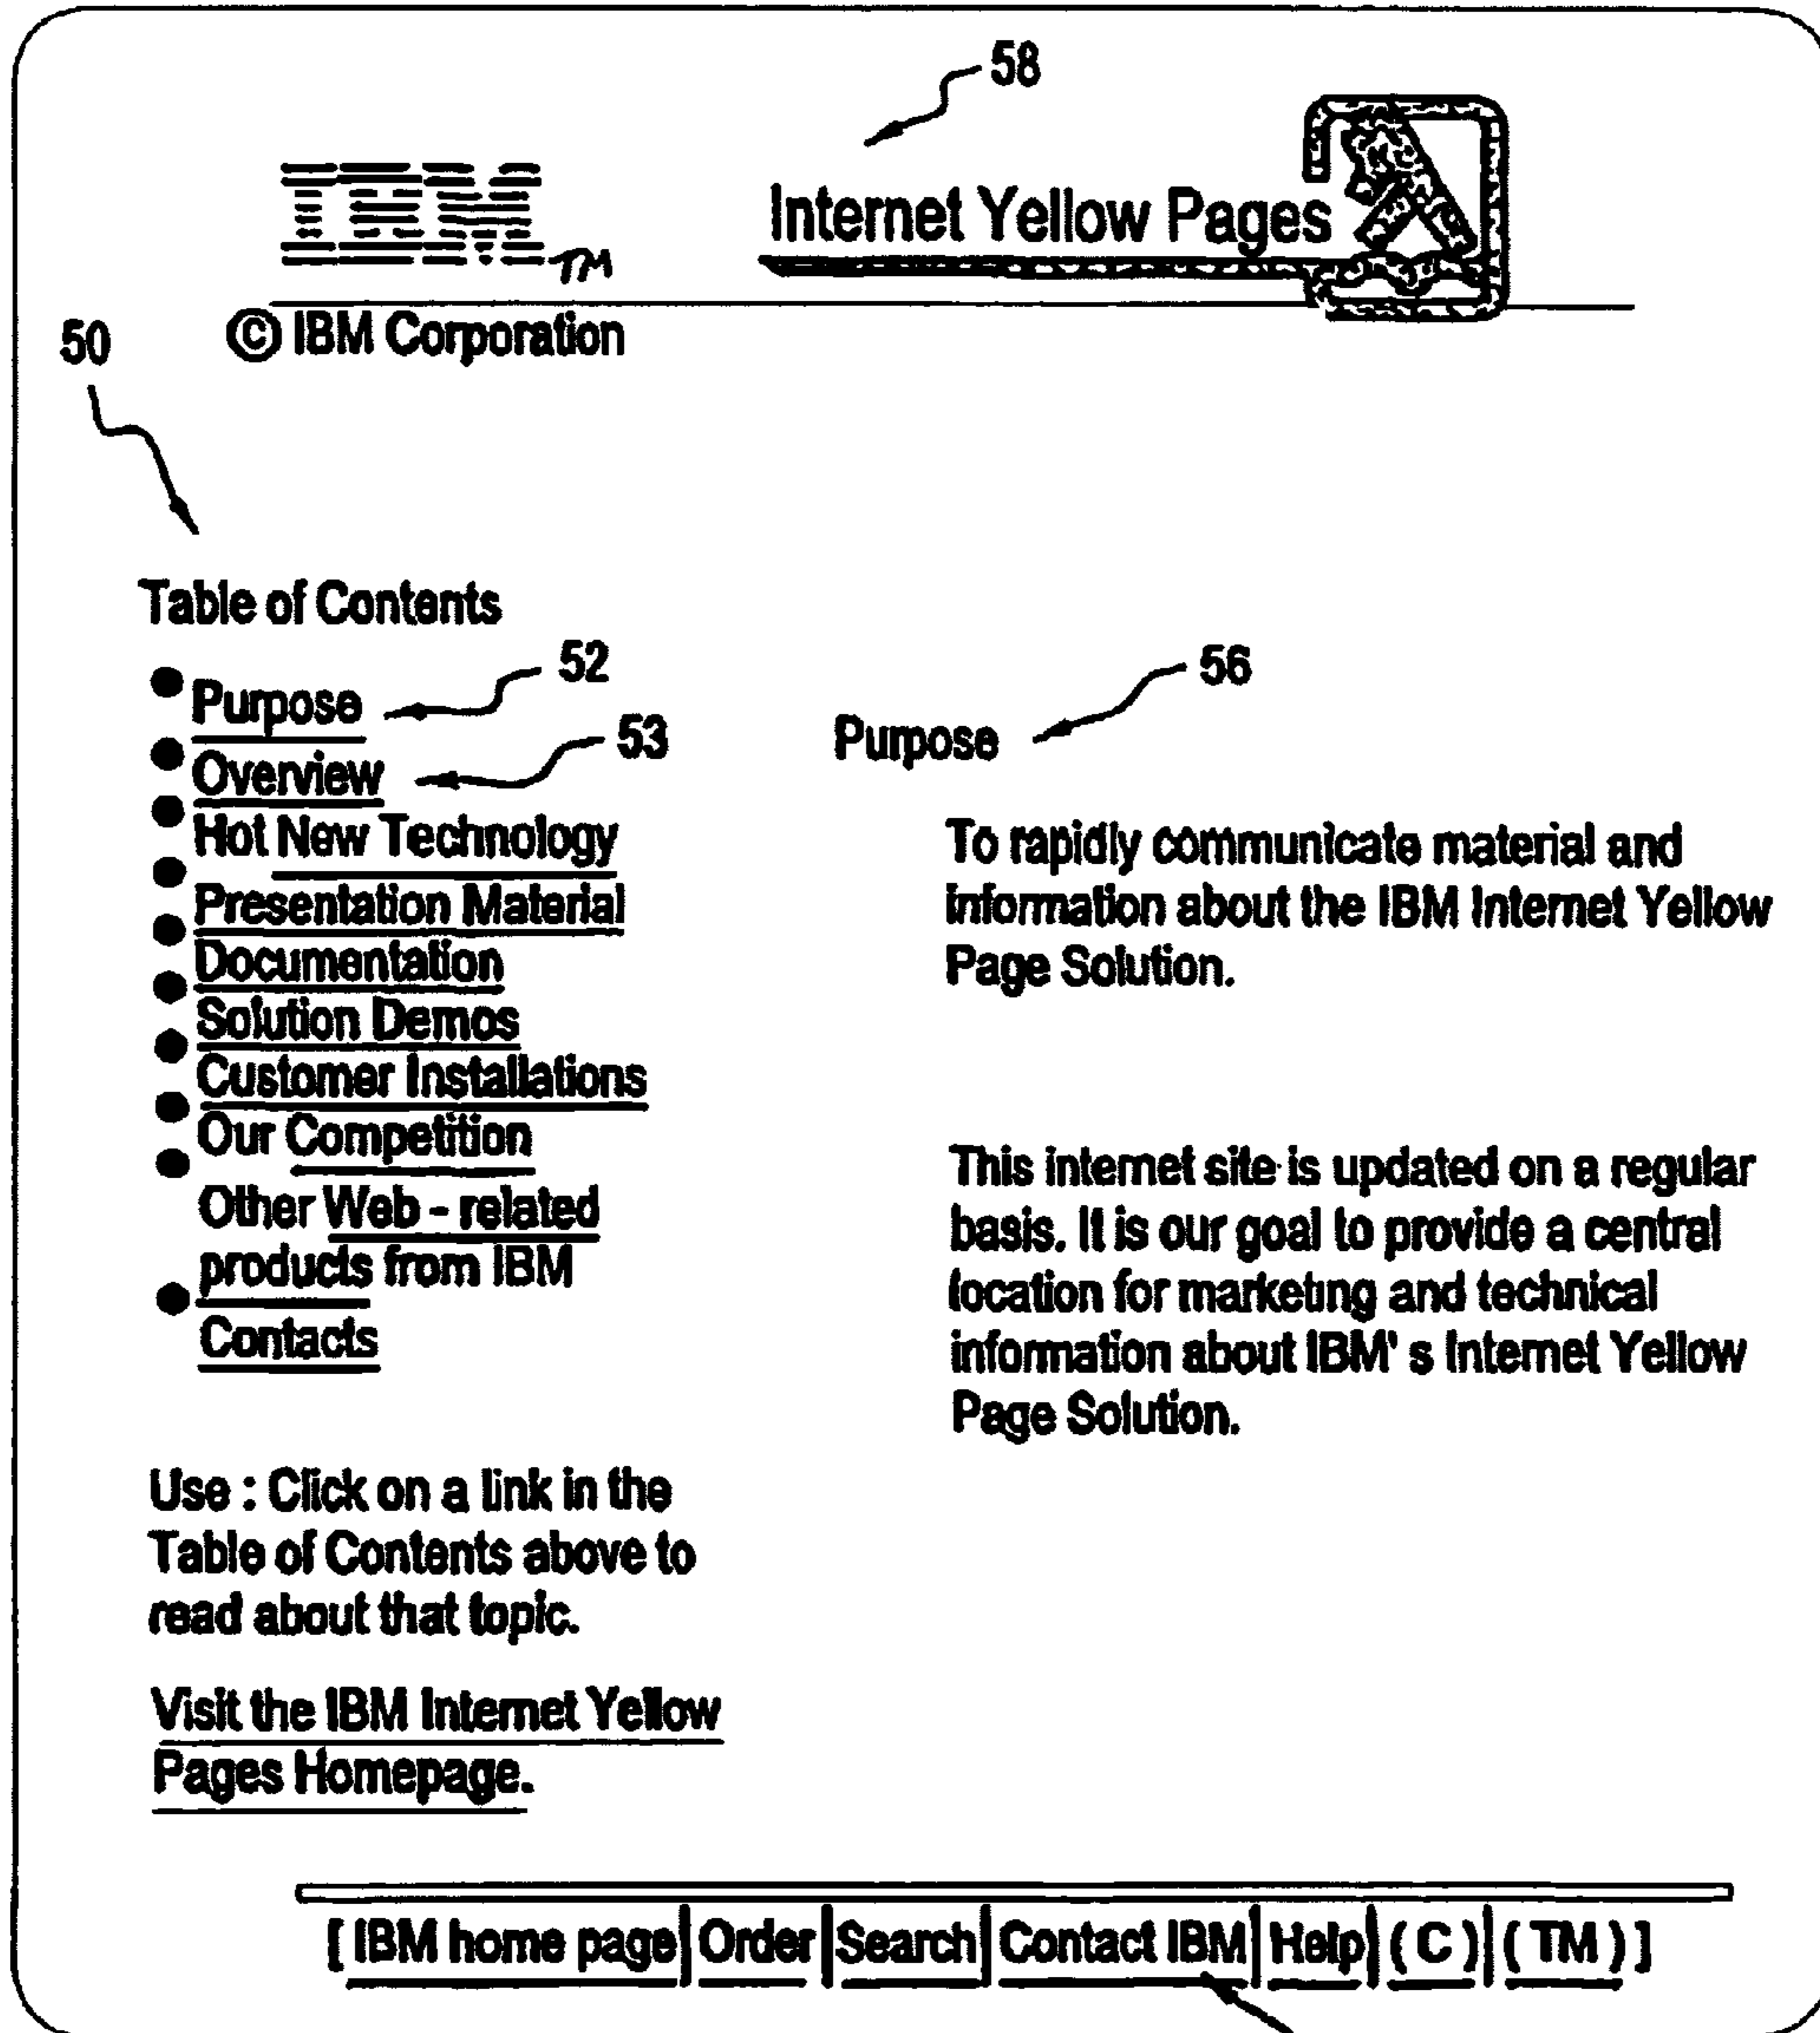 58
IBM TM
Internet Yellow Pages
© IBM Corporation
50
Table of Contents
Purpose
52
Overview
53
Hot New Technology
Presentation Material
Documentation
Solution Demos
Customer Installations
Our Competition
Other Web - related
products from IBM
Contacts
Use : Click on a link in the
Table of Contents above to
read about that topic.
Visit the IBM Internet Yellow
Pages Homepage.
56
Purpose
To rapidly communicate material and
information about the IBM Internet Yellow
Page Solution.
This internet site is updated on a regular
basis. It is our goal to provide a central
location for marketing and technical
information about IBM' s Internet Yellow
Page Solution.
[ IBM home page | Order | Search | Contact IBM | Help | ( C ) | ( TM ) ]